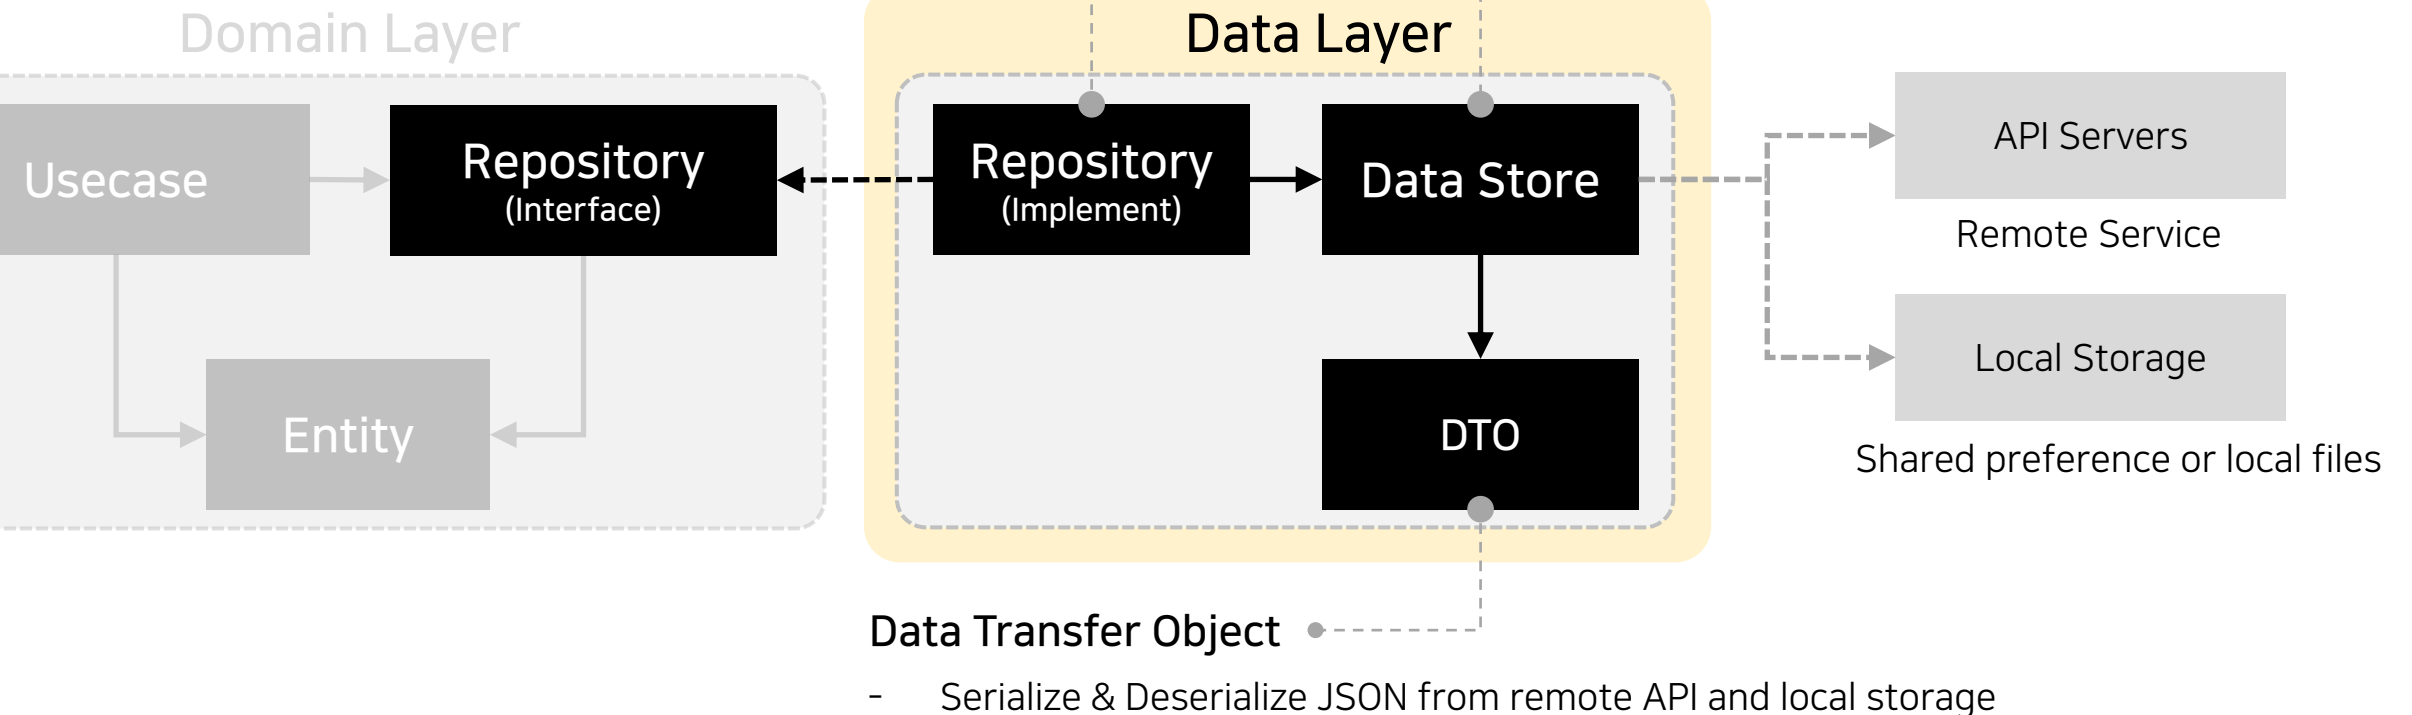 Domain Layer
Data Layer
Usecase
Repository
(Interface)
Repository
(Implement)
Data Store
API Servers
Remote Service
Entity
DTO
Local Storage
Shared preference or local files
Data Transfer Object
- Serialize & Deserialize JSON from remote API and local storage